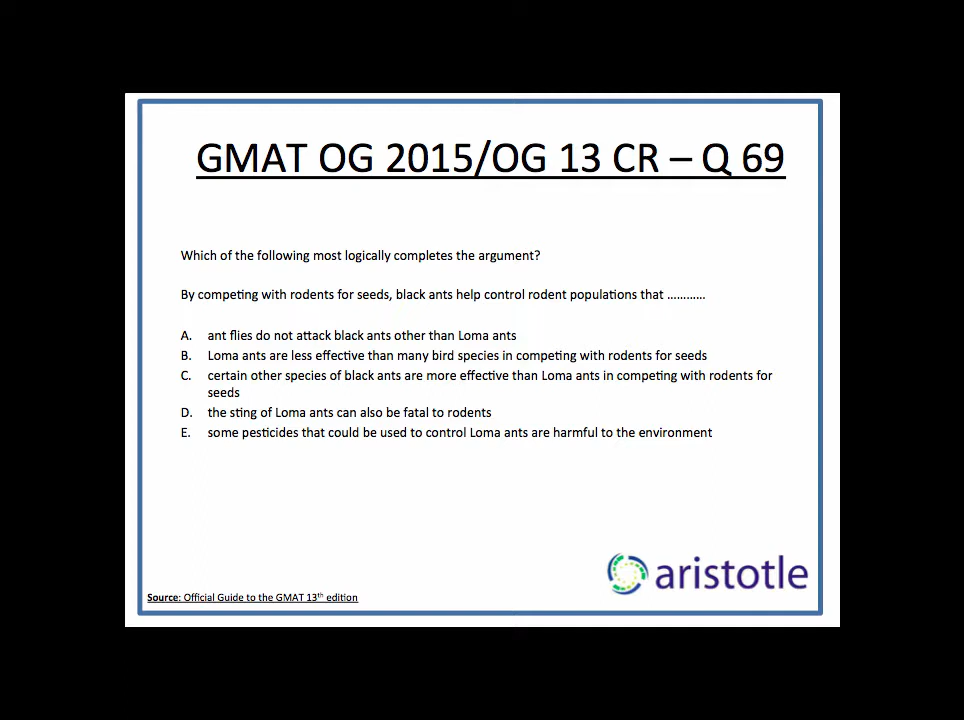 GMAT OG 2015/OG 13 CR – Q 69
Which of the following most logically completes the argument?
By competing with rodents for seeds, black ants help control rodent populations that …………
A. ant flies do not attack black ants other than Loma ants
B. Loma ants are less effective than many bird species in competing with rodents for seeds
C. certain other species of black ants are more effective than Loma ants in competing with rodents for
seeds
D. the sting of Loma ants can also be fatal to rodents
E. some pesticides that could be used to control Loma ants are harmful to the environment
aristotle
Source: Official Guide to the GMAT 13th edition